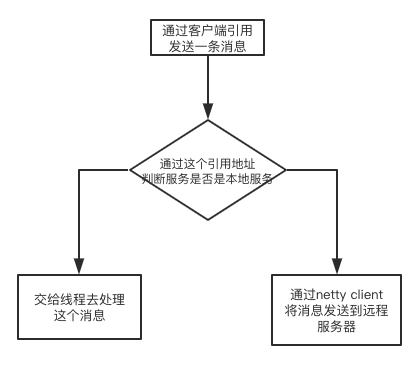 通过客户端引用
发送一条消息
通过这个引用地址
判断服务是否是本地服务
交给线程去处理
这个消息
通过netty client
将消息发送到远程
服务器